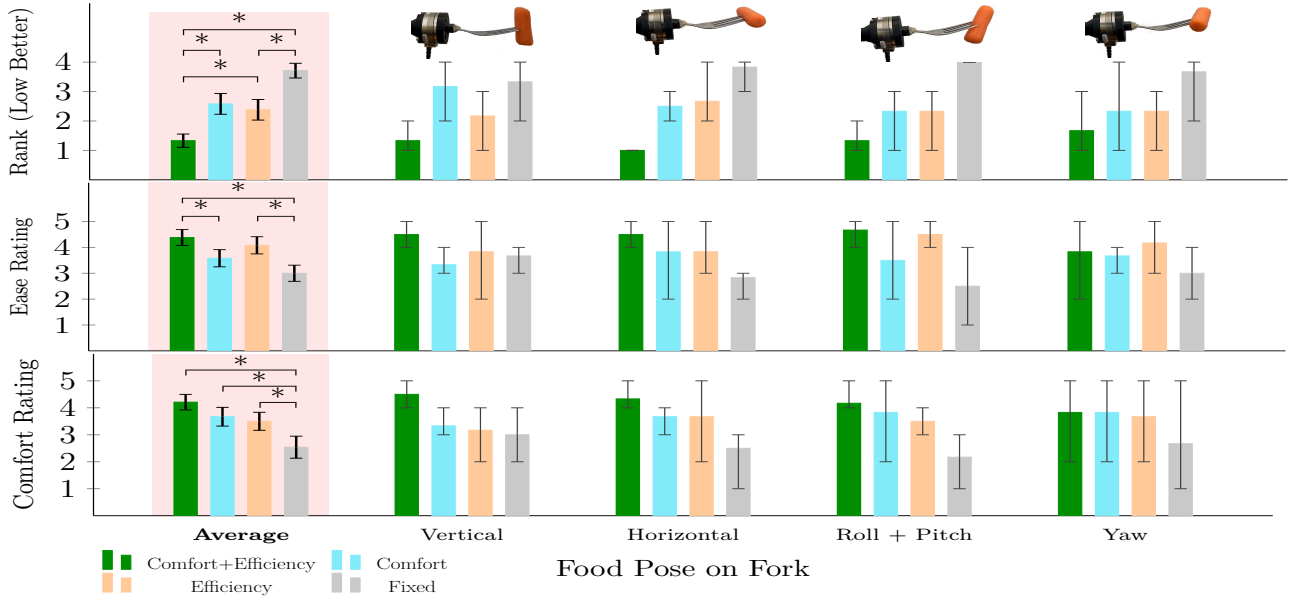 Rank (Low Better)
4
3
2
1
* * * * *
Ease Rating
5
4
3
2
1
* * *
Comfort Rating
5
4
3
2
1
* * *
Average Vertical Horizontal Roll + Pitch Yaw
Comfort+Efficiency Comfort
Efficiency Fixed
Food Pose on Fork